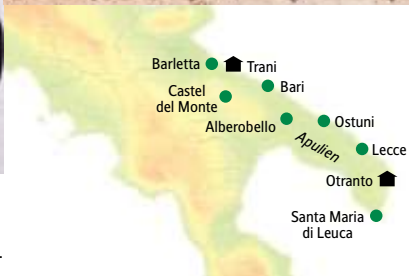 Barletta
Trani
Castel
del Monte
Bari
Alberobello
Ostuni
Apulien
Lecce
Otranto
Santa Maria
di Leuca